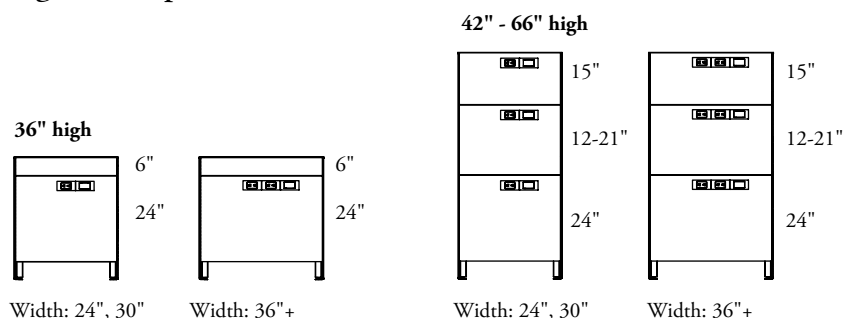 42" - 66" high
15"
15"
36" high
12-21"
12-21"
6"
6"
24"
24"
24"
24"
Width: 24", 30"
Width: 36"+
Width: 24", 30"
Width: 36"+